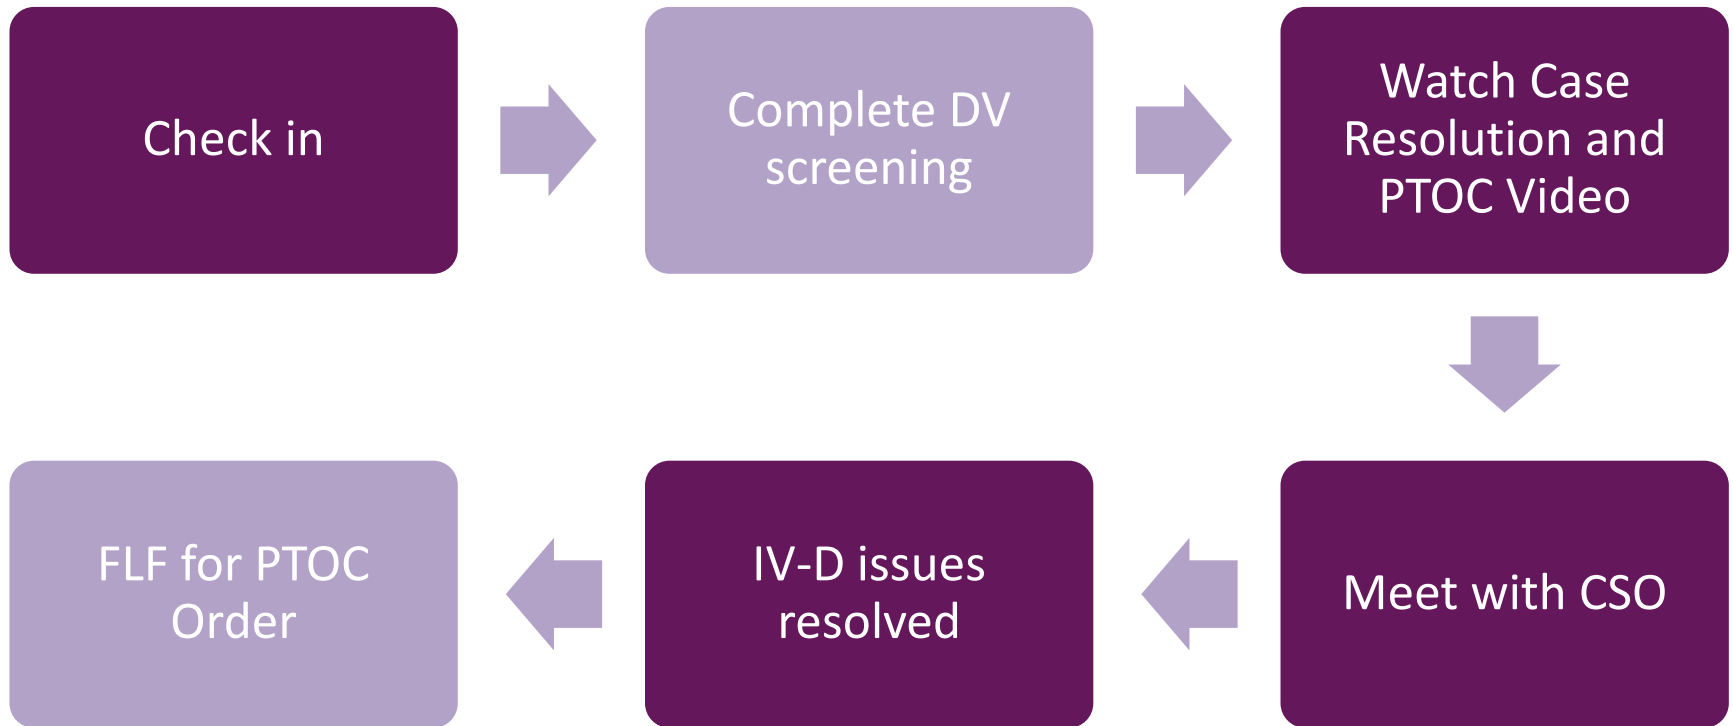 Check in
Complete DV
screening
Watch Case
Resolution and
PTOC Video
Meet with CSO
IV-D issues
resolved
FLF for PTOC
Order